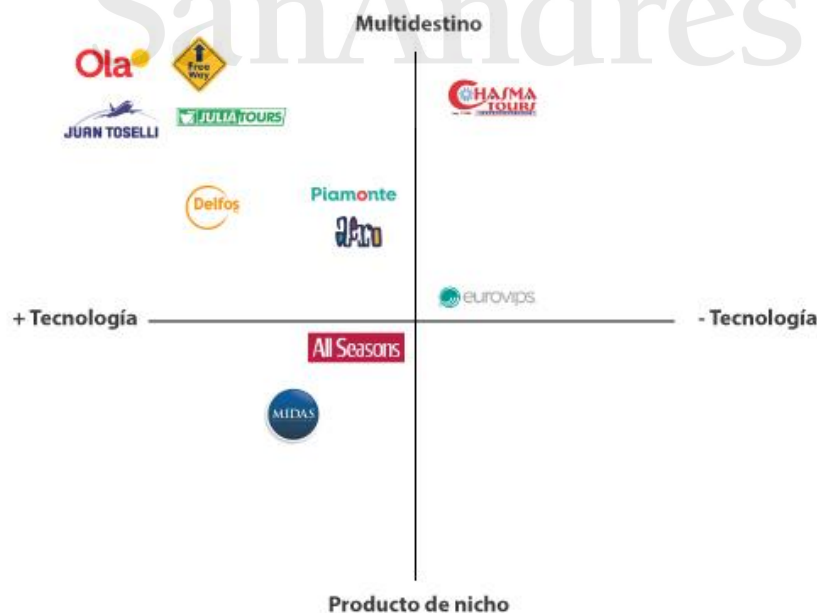 SanAndres
Multidestino
Ola
Free
Way
CHASMA
TOURS
JUAN TOSELLI
JULIATOURS
Delfos
Piamonte
aero
eurovips
+ Tecnología
- Tecnología
All Seasons
MIDAS
Producto de nicho